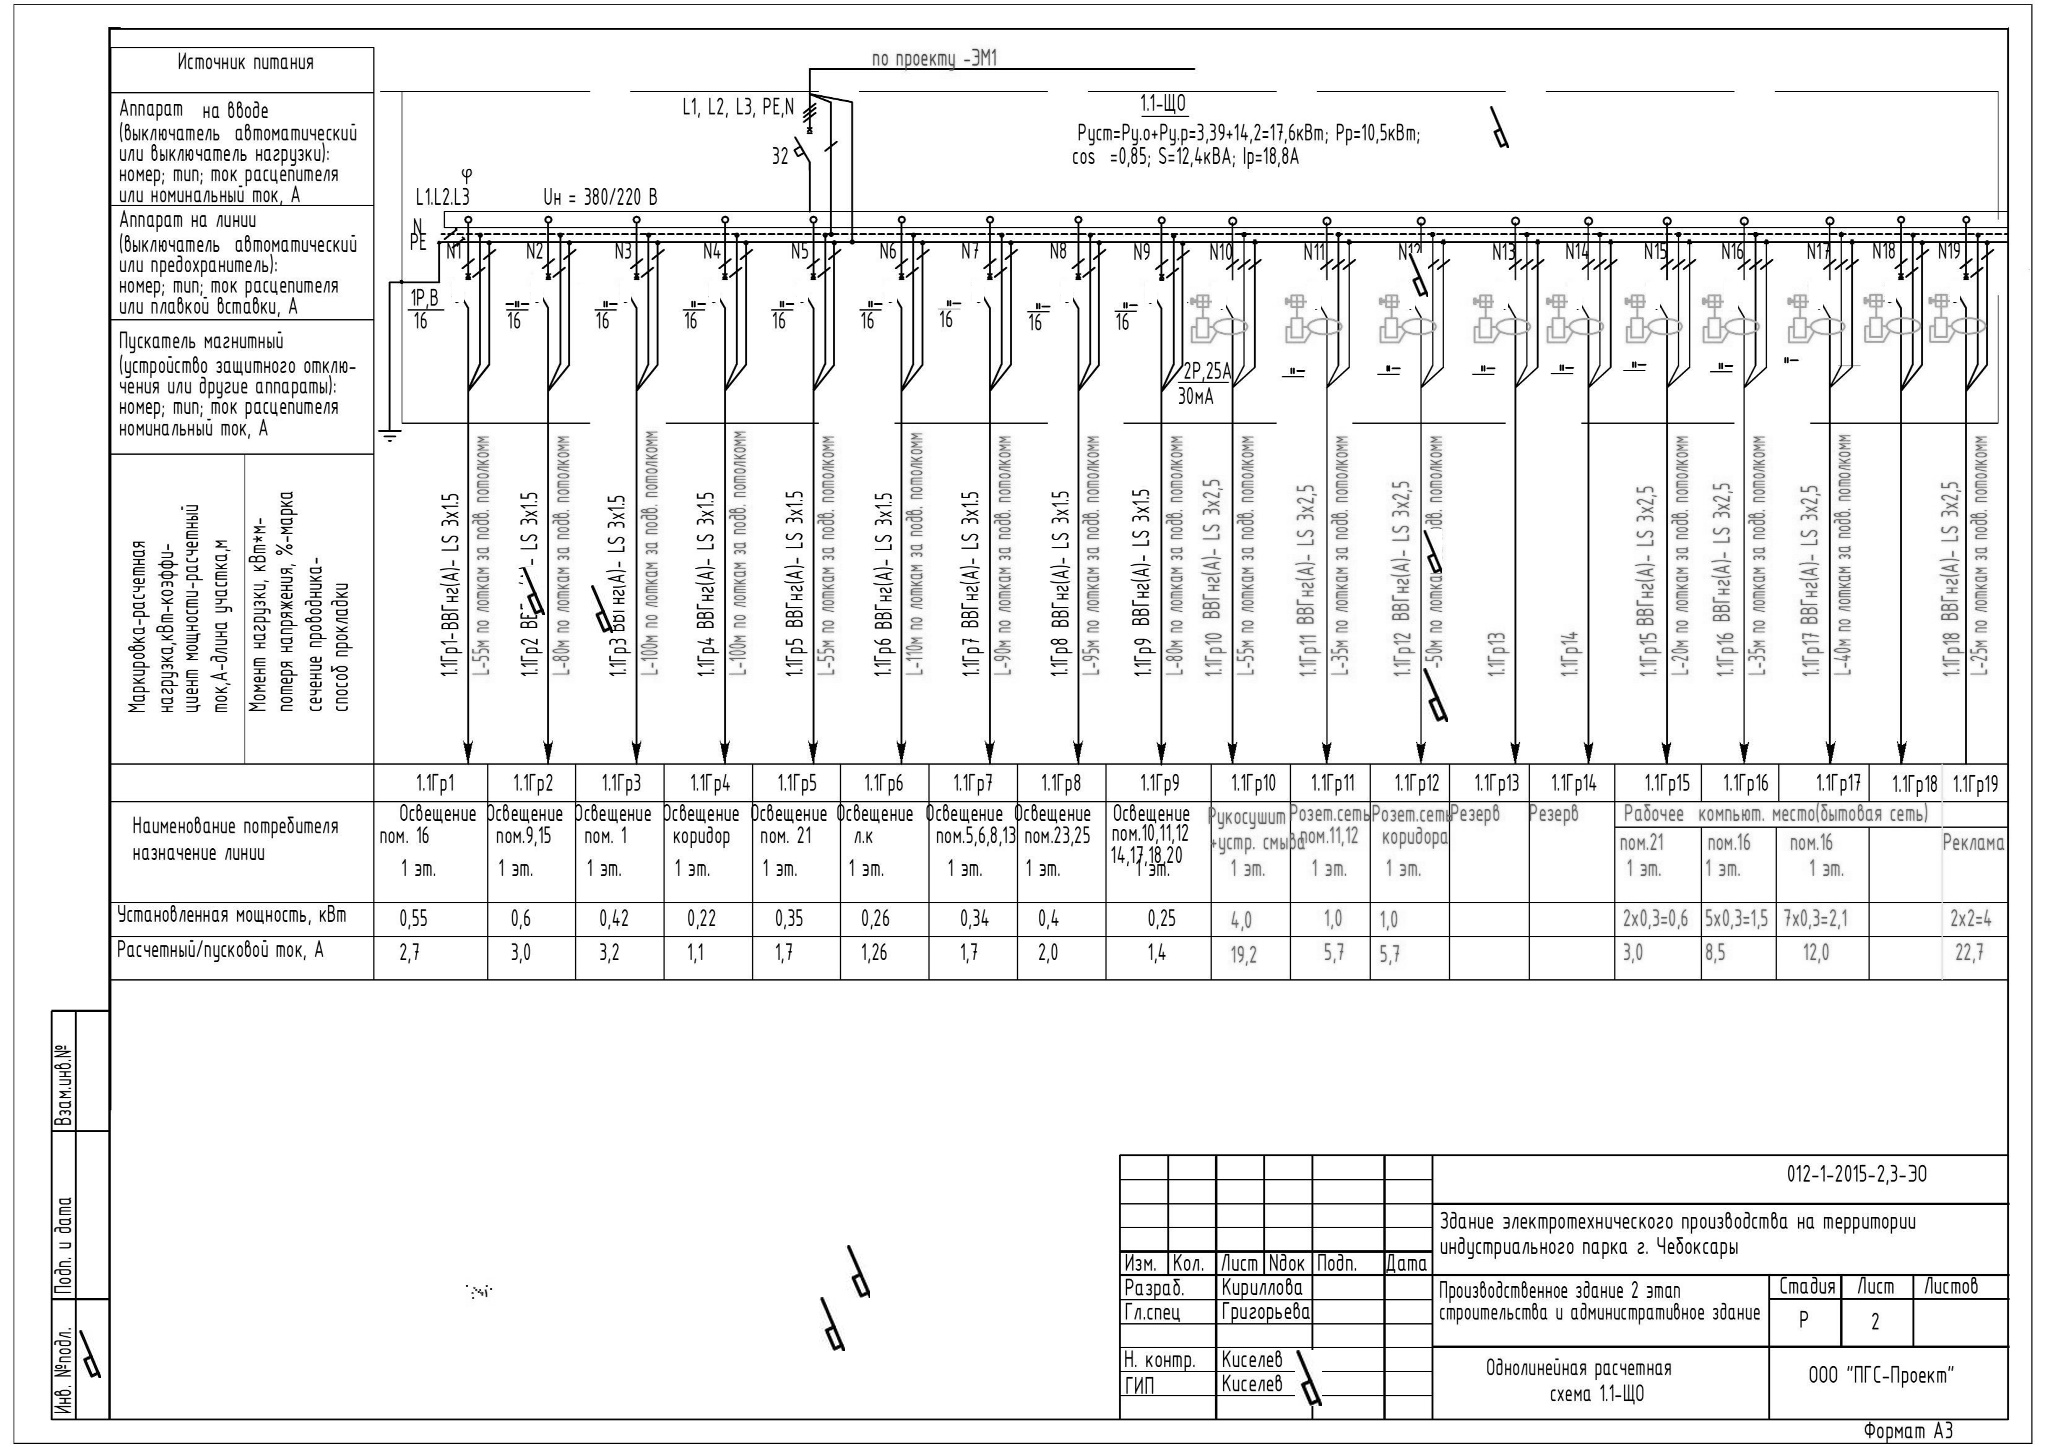 Источник питания
Аппарат на вводе
(выключатель автоматический
или выключатель нагрузки):
номер; тип; ток расцепителя
или номинальный ток, А
Аппарат на линии
(выключатель автоматический
или предохранитель):
номер; тип; ток расцепителя
или плавкой вставки, А
Пускатель магнитный
(устройство защитного отклю-
чения или другие аппараты):
номер; тип; ток расцепителя
номинальный ток, А
Маркировка-расчетная
нагрузка,кВт-коэффи-
циент мощности-расчетный
ток,А-длина участка,м
Момент нагрузки, кВт*м-
потеря напряжения, %-марка
сечение проводника-
способ прокладки
по проекту -ЭМ1
L1, L2, L3, PE,N
32
1.1-ЩО
Руст=Ру.о+Ру.р=3,39+14,2=17,6кВт; Рр=10,5кВт;
cos =0,85; S=12,4кВА; Iр=18,8А
φ
L1.L2.L3
Uн = 380/220 В
N
PE
N1 N2 N3 N4 N5 N6 N7 N8 N9 N10 N11 N12 N13 N14 N15 N16 N17 N18 N19
1Р,В
16
-"- 16
-"- 16
-"- 16
-"- 16
-"- 16
-"- 16
-"- 16
-"- 16
2Р,25А
30мА
-"- -"- -"- -"- -"- -"-
1.1Гр1-ВВГнг(А)- LS 3х1.5
L-55м по лоткам за подв. потолкомм
1.1Гр2 ВВ - LS 3х1.5
L-80м по лоткам за подв. потолкомм
1.1Гр3 ВВГнг(А)- LS 3х1.5
L-100м по лоткам за подв. потолкомм
1.1Гр4 ВВГнг(А)- LS 3х1.5
L-100м по лоткам за подв. потолкомм
1.1Гр5 ВВГнг(А)- LS 3х1.5
L-55м по лоткам за подв. потолкомм
1.1Гр6 ВВГнг(А)- LS 3х1.5
L-110м по лоткам за подв. потолкомм
1.1Гр7 ВВГнг(А)- LS 3х1.5
L-90м по лоткам за подв. потолкомм
1.1Гр8 ВВГнг(А)- LS 3х1.5
L-95м по лоткам за подв. потолкомм
1.1Гр9 ВВГнг(А)- LS 3х1.5
L-80м по лоткам за подв. потолкомм
1.1Гр10 ВВГнг(А)- LS 3х2,5
L-55м по лоткам за подв. потолкомм
1.1Гр11 ВВГнг(А)- LS 3х2,5
L-35м по лоткам за подв. потолкомм
1.1Гр12 ВВГнг(А)- LS 3х2,5
-50м по лоткам дв. потолкомм
1.1Гр13
1.1Гр14
1.1Гр15 ВВГнг(А)- LS 3х2,5
L-20м по лоткам за подв. потолкомм
1.1Гр16 ВВГнг(А)- LS 3х2,5
L-35м по лоткам за подв. потолкомм
1.1Гр17 ВВГнг(А)- LS 3х2,5
L-40м по лоткам за подв. потолкомм
1.1Гр18 ВВГнг(А)- LS 3х2,5
L-25м по лоткам за подв. потолкомм
1.1Гр1 1.1Гр2 1.1Гр3 1.1Гр4 1.1Гр5 1.1Гр6 1.1Гр7 1.1Гр8 1.1Гр9 1.1Гр10 1.1Гр11 1.1Гр12 1.1Гр13 1.1Гр14 1.1Гр15 1.1Гр16 1.1Гр17 1.1Гр18 1.1Гр19
Наименование потребителя
назначение линии
Освещение
пом. 16
1 эт.
Освещение
пом.9,15
1 эт.
Освещение
пом. 1
1 эт.
Освещение
коридор
1 эт.
Освещение
пом. 21
1 эт.
Освещение
л.к
1 эт.
Освещение
пом.5,6,8,13
1 эт.
Освещение
пом.23,25
1 эт.
Освещение
пом.10,11,12
14,17,18,20
1 эт.
Рукосушит
+устр. смыва
1 эт.
Розет.сеть
пом.11,12
1 эт.
Розет.сеть
коридора
1 эт.
Резерв
Резерв
Рабочее компьют. место(бытовая сеть)
пом.21
1 эт.
пом.16
1 эт.
пом.16
1 эт.
Реклама
Установленная мощность, кВт 0,55 0,6 0,42 0,22 0,35 0,26 0,34 0,4 0,25 4,0 1,0 1,0 2х0,3=0,6 5х0,3=1,5 7х0,3=2,1 2х2=4
Расчетный/пусковой ток, А 2,7 3,0 3,2 1,1 1,7 1,26 1,7 2,0 1,4 19,2 5,7 5,7 3,0 8,5 12,0 22,7
Взам.инв.№
Подп. и дата
Инв. №подл.
012-1-2015-2,3-ЭО
Здание электротехнического производства на территории
индустриального парка г. Чебоксары
Изм. Кол. Лист Nдок Подп. Дата
Разраб. Кириллова
Гл.спец Григорьева
Н. контр. Киселев
ГИП Киселев
Производственное здание 2 этап
строительства и административное здание
Стадия Лист Листов
Р 2
Однолинейная расчетная
схема 1.1-ЩО
ООО "ПГС-Проект"
Формат А3